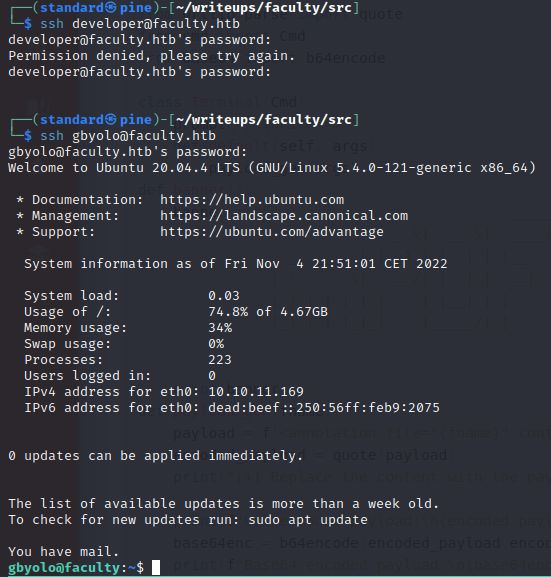 ┌──(standard㉿pine)-[~/writeups/faculty/src]
└─$ ssh developer@faculty.htb
developer@faculty.htb's password:
Permission denied, please try again.
developer@faculty.htb's password:
┌──(standard㉿pine)-[~/writeups/faculty/src]
└─$ ssh gbyolo@faculty.htb
gbyolo@faculty.htb's password:
Welcome to Ubuntu 20.04.4 LTS (GNU/Linux 5.4.0-121-generic x86_64)
* Documentation:  https://help.ubuntu.com
* Management:     https://landscape.canonical.com
* Support:        https://ubuntu.com/advantage
System information as of Fri Nov  4 21:51:01 CET 2022
System load:           0.03
Usage of /:            74.8% of 4.67GB
Memory usage:          34%
Swap usage:            0%
Processes:             223
Users logged in:       0
IPv4 address for eth0: 10.10.11.169
IPv6 address for eth0: dead:beef::250:56ff:feb9:2075
0 updates can be applied immediately.
The list of available updates is more than a week old.
To check for new updates run: sudo apt update
You have mail.
gbyolo@faculty:~$